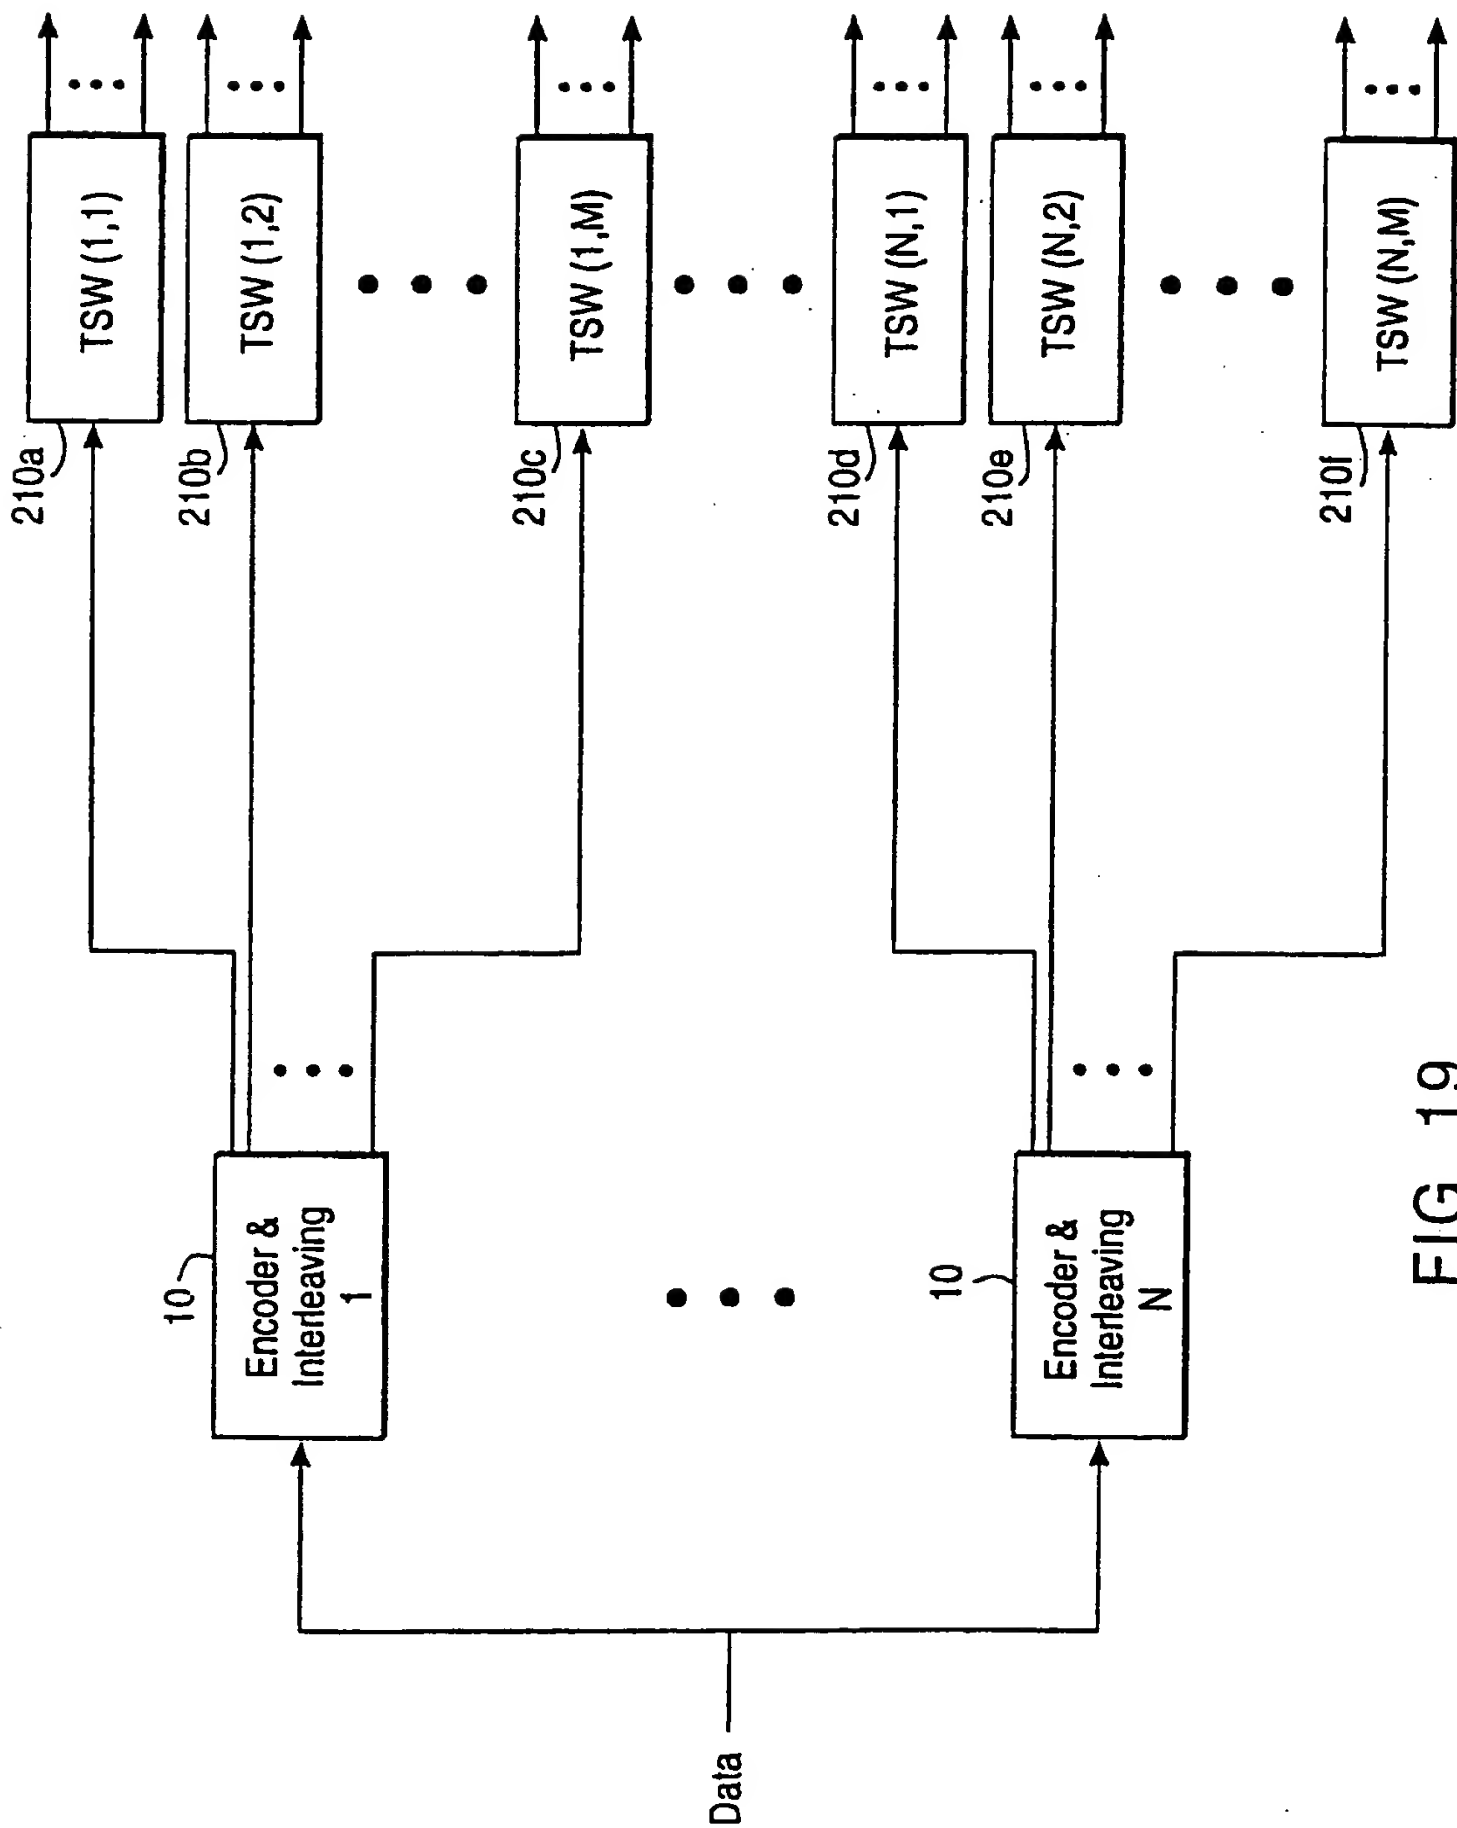 Data
10
Encoder &
Interleaving
1
10
Encoder &
Interleaving
N
210a
TSW (1,1)
210b
TSW (1,2)
210c
TSW (1,M)
210d
TSW (N,1)
210e
TSW (N,2)
210f
TSW (N,M)
FIG 19